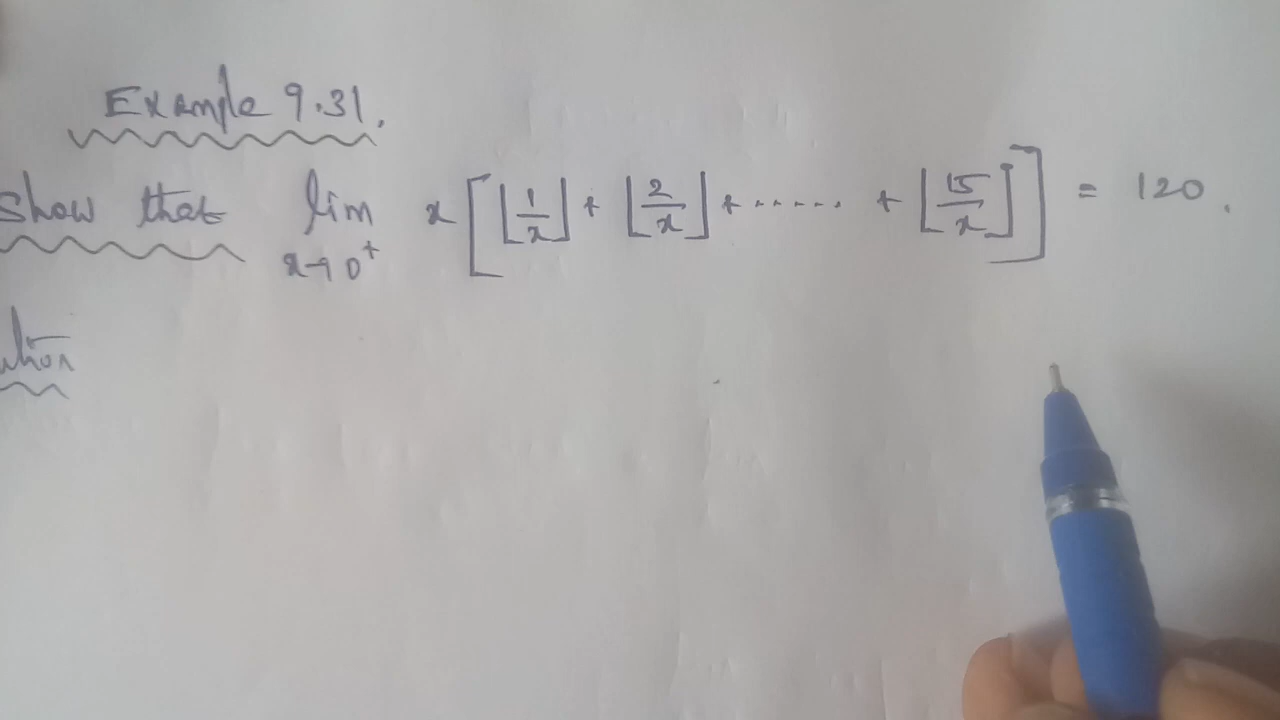 Example 9.31.
Show that lim x→0⁺ x[⌊1/x⌋ + ⌊2/x⌋ + ...... + ⌊15/x⌋] = 120.